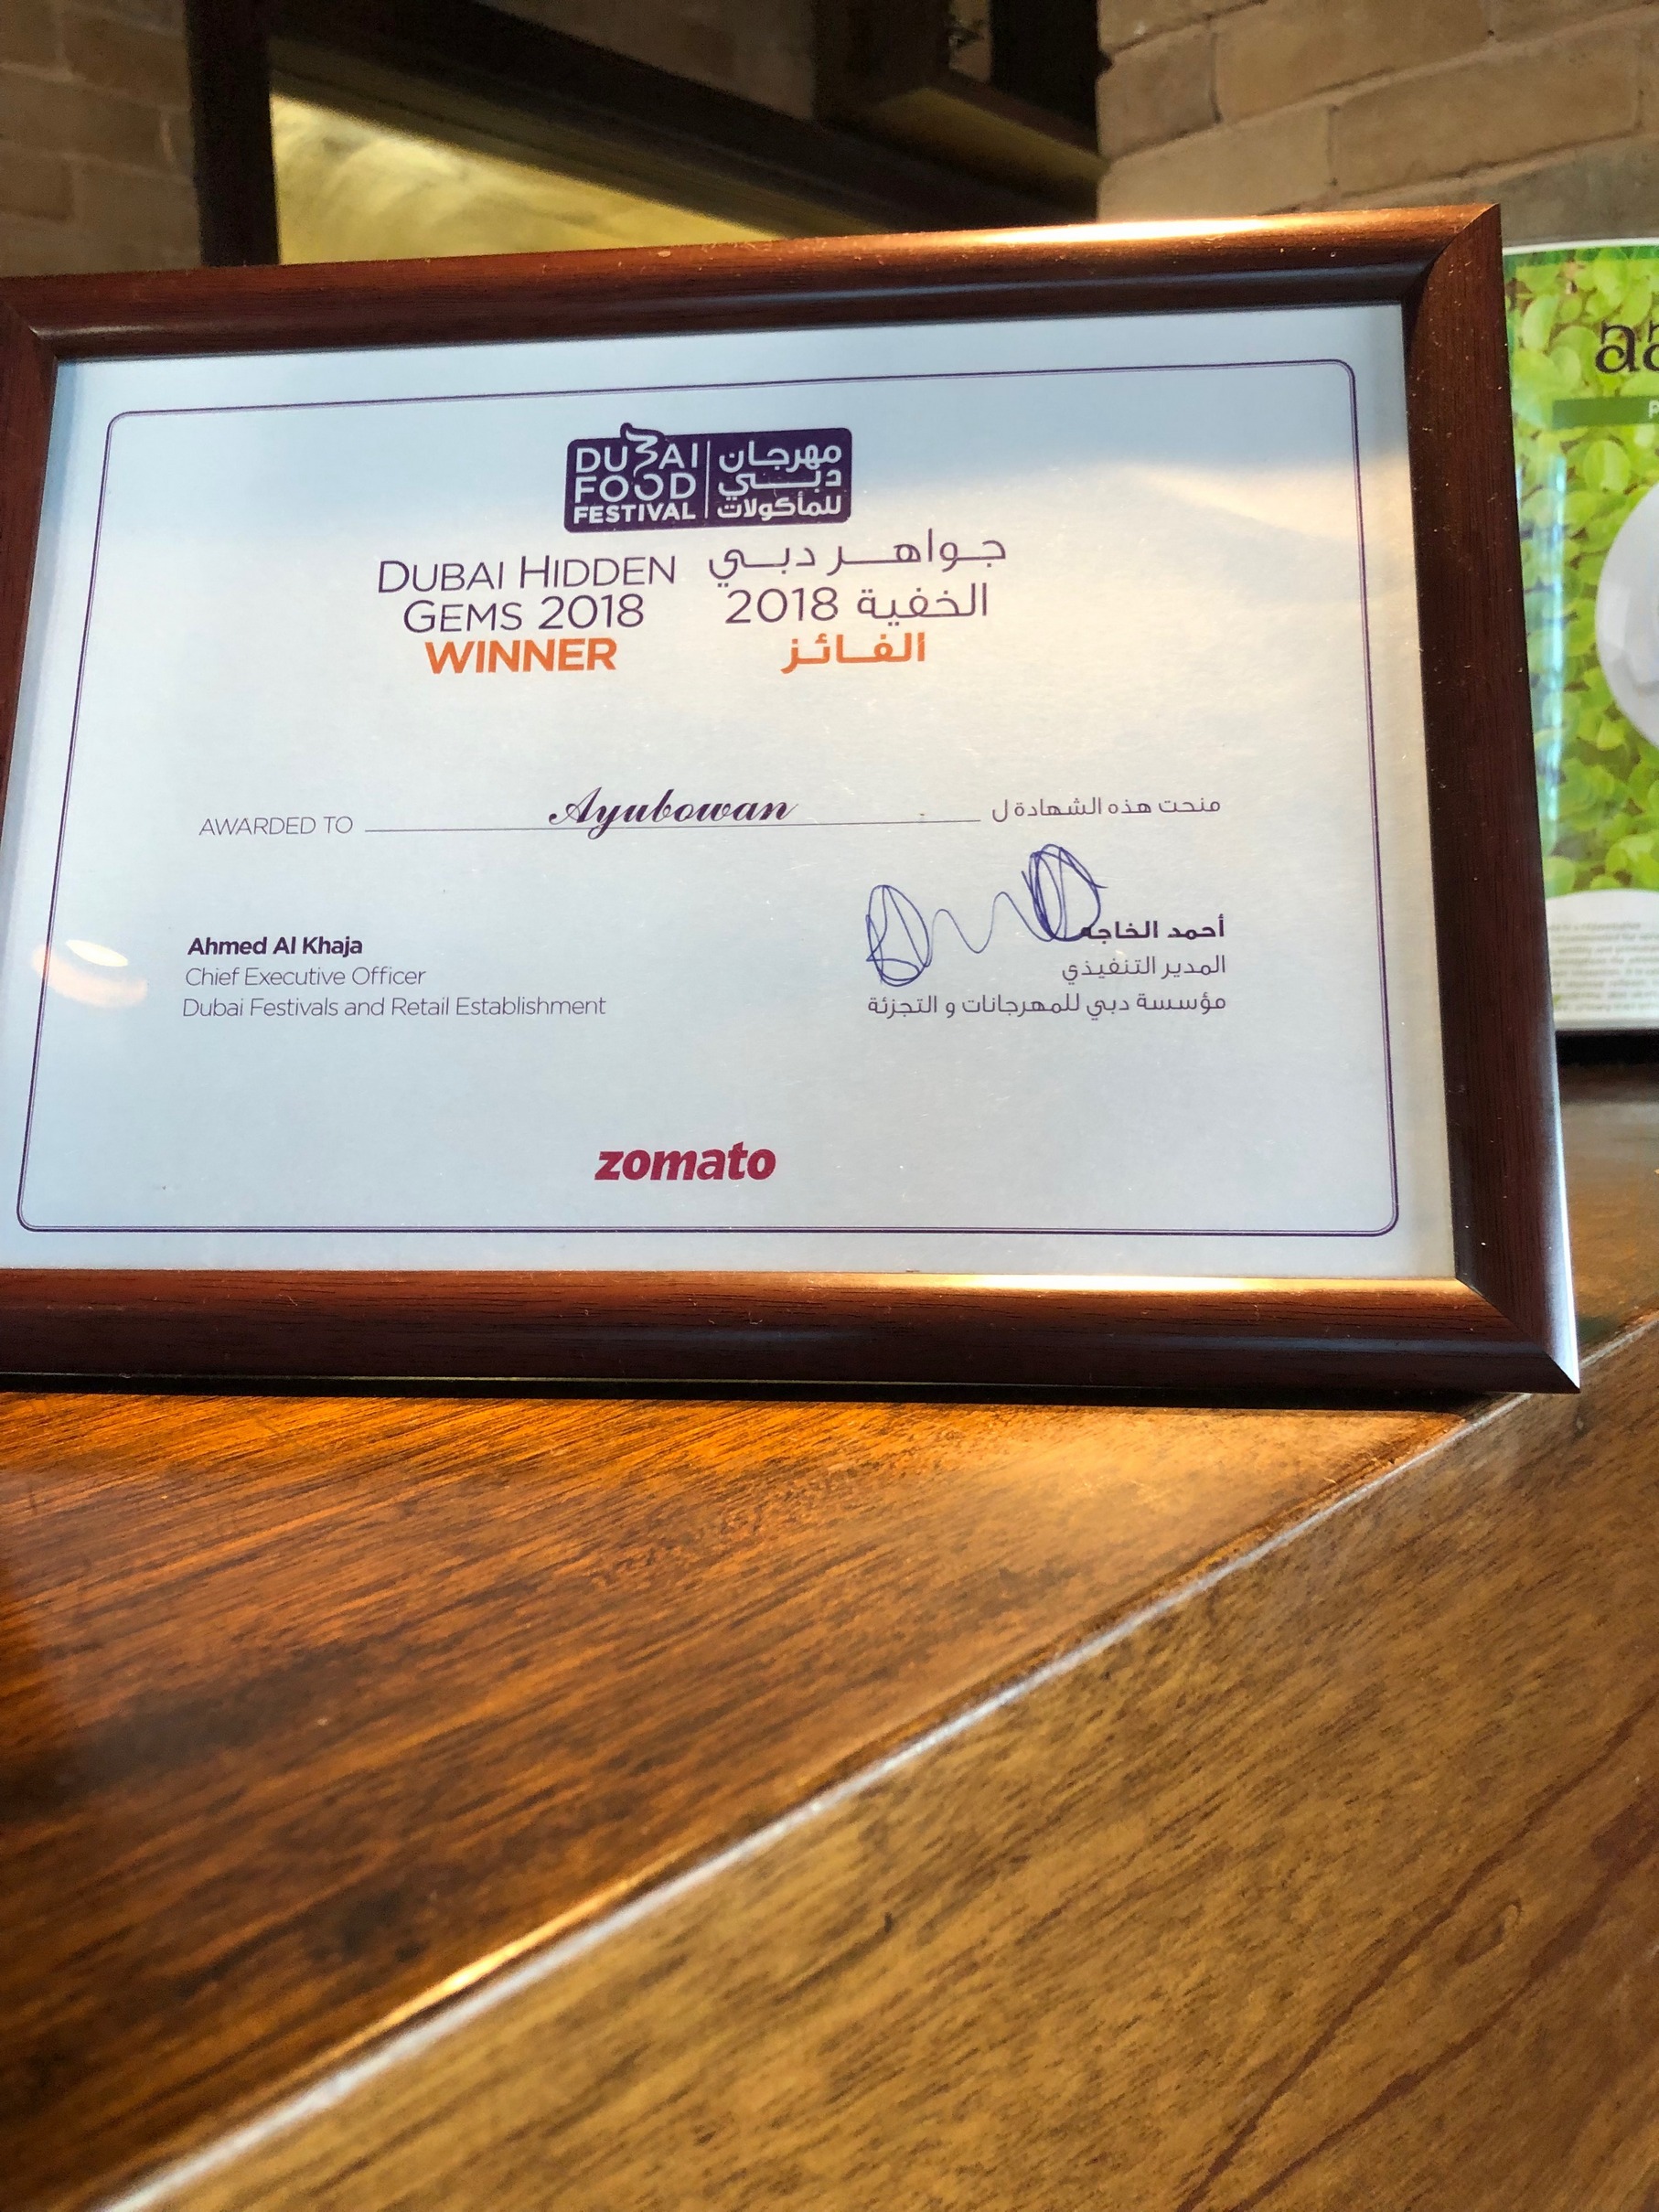 DUBAI
FOOD
FESTIVAL
مهرجان
دبي
للمأكولات
DUBAI HIDDEN
GEMS 2018
WINNER
جواهر دبي
الخفية 2018
الفائز
AWARDED TO Ayubowan منحت هذه الشهادة ل
Ahmed Al Khaja
Chief Executive Officer
Dubai Festivals and Retail Establishment
أحمد الخاجه
المدير التنفيذي
مؤسسة دبي للمهرجانات و التجزئة
zomato